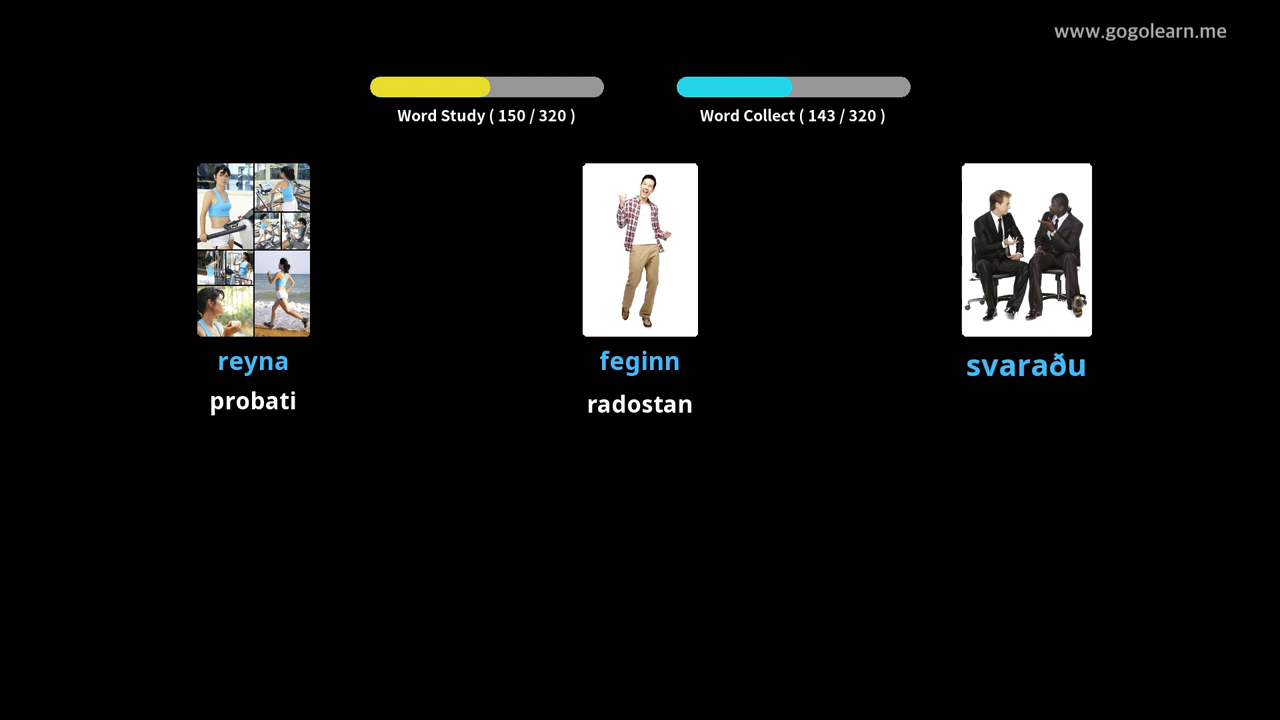 www.gogolearn.me
Word Study ( 150 / 320 )
Word Collect ( 143 / 320 )
reyna
feginn
svaraðu
probati
radostan